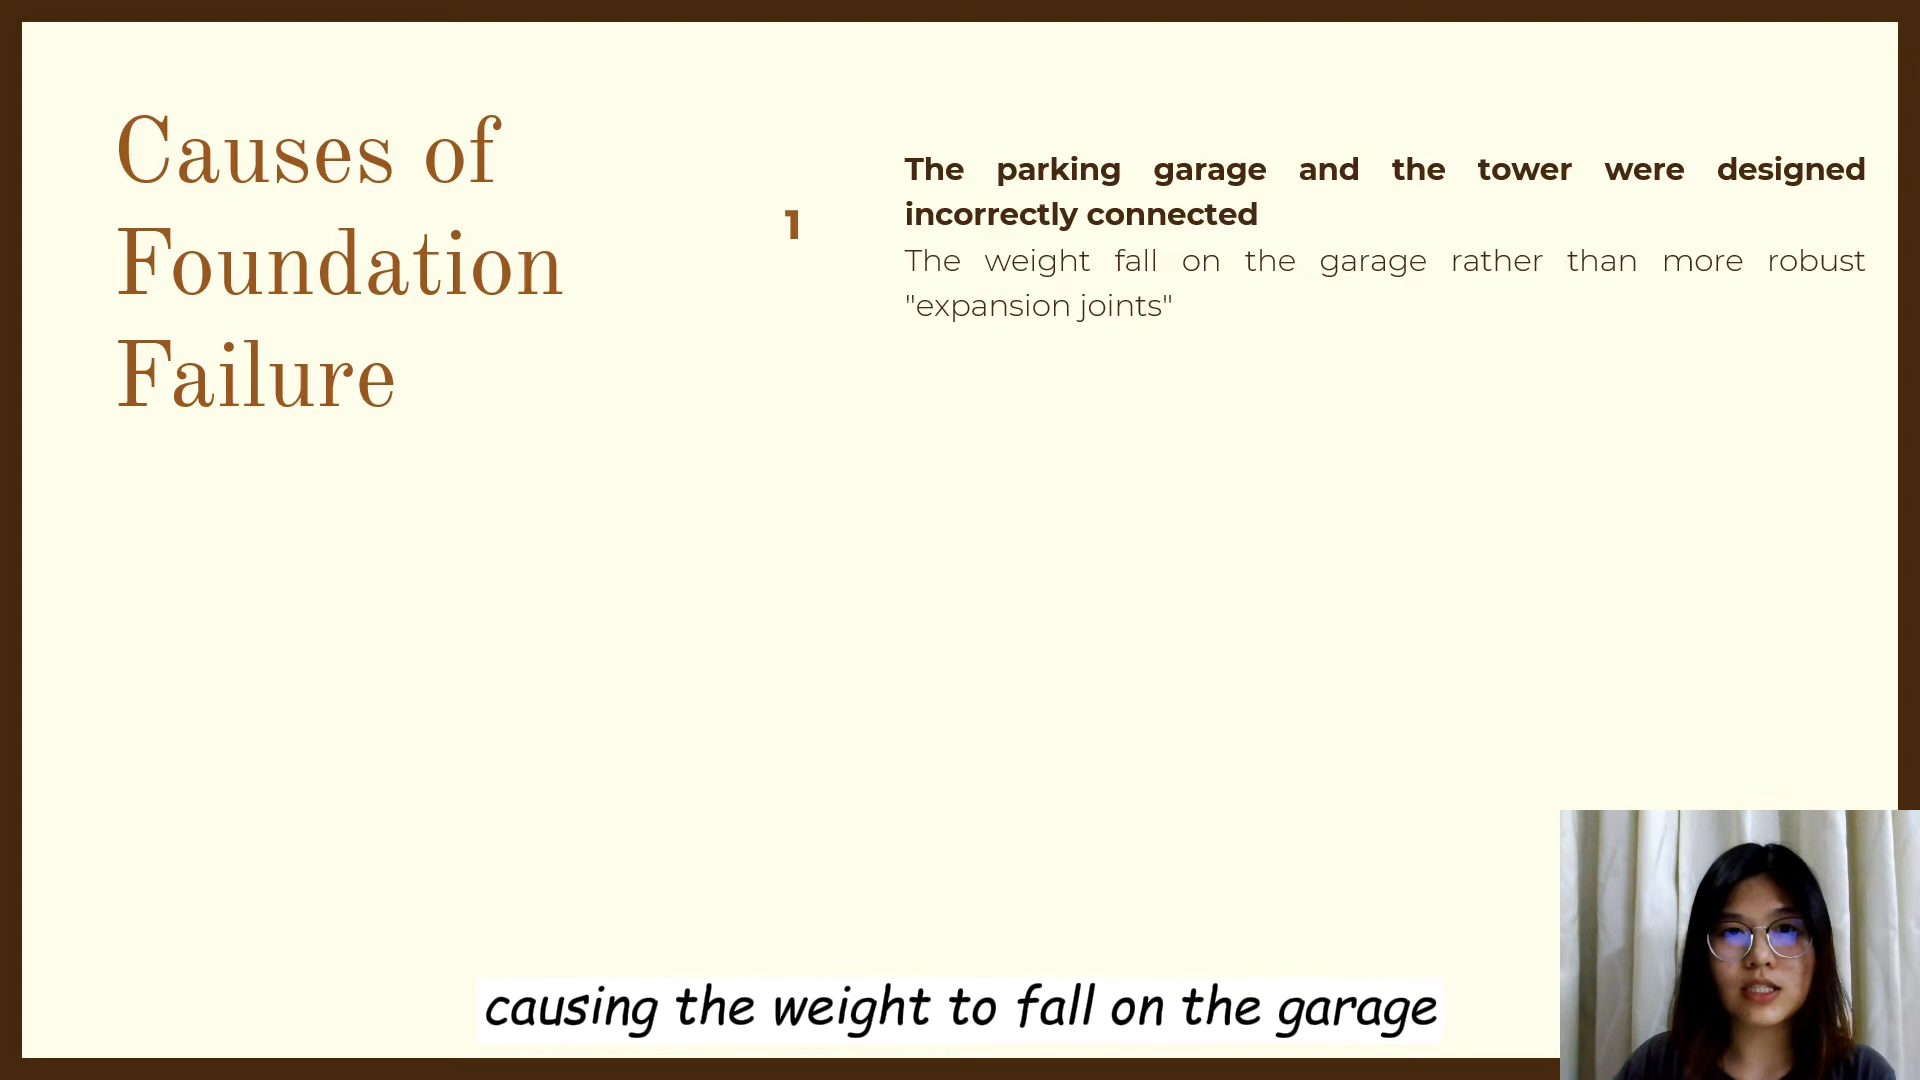 Causes of
Foundation
Failure
1
The parking garage and the tower were designed
incorrectly connected
The weight fall on the garage rather than more robust
"expansion joints"
causing the weight to fall on the garage